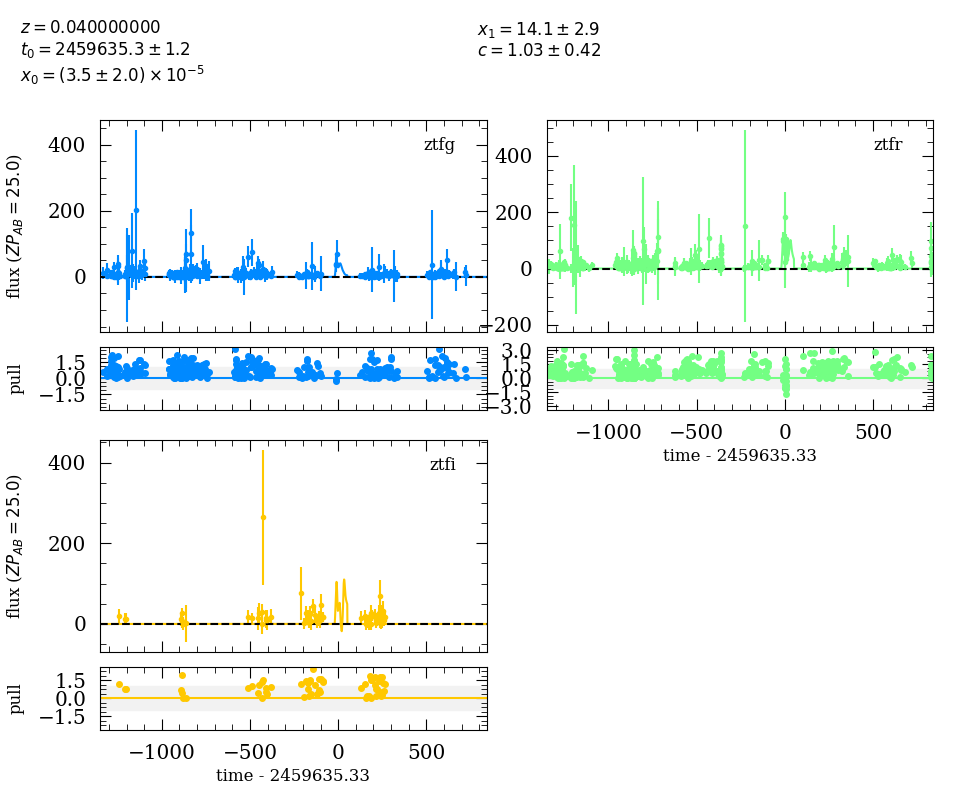 z = 0.040000000
t₀ = 2459635.3 ± 1.2
x₀ = (3.5 ± 2.0) × 10⁻⁵
x₁ = 14.1 ± 2.9
c = 1.03 ± 0.42
flux (ZP_AB = 25.0)
400
200
0
ztfg
400
200
0
−200
ztfr
pull
1.5
0.0
−1.5
3.0
1.5
0.0
−1.5
−3.0
−1000 −500 0 500
time - 2459635.33
flux (ZP_AB = 25.0)
400
200
0
ztfi
pull
1.5
0.0
−1.5
−1000 −500 0 500
time - 2459635.33